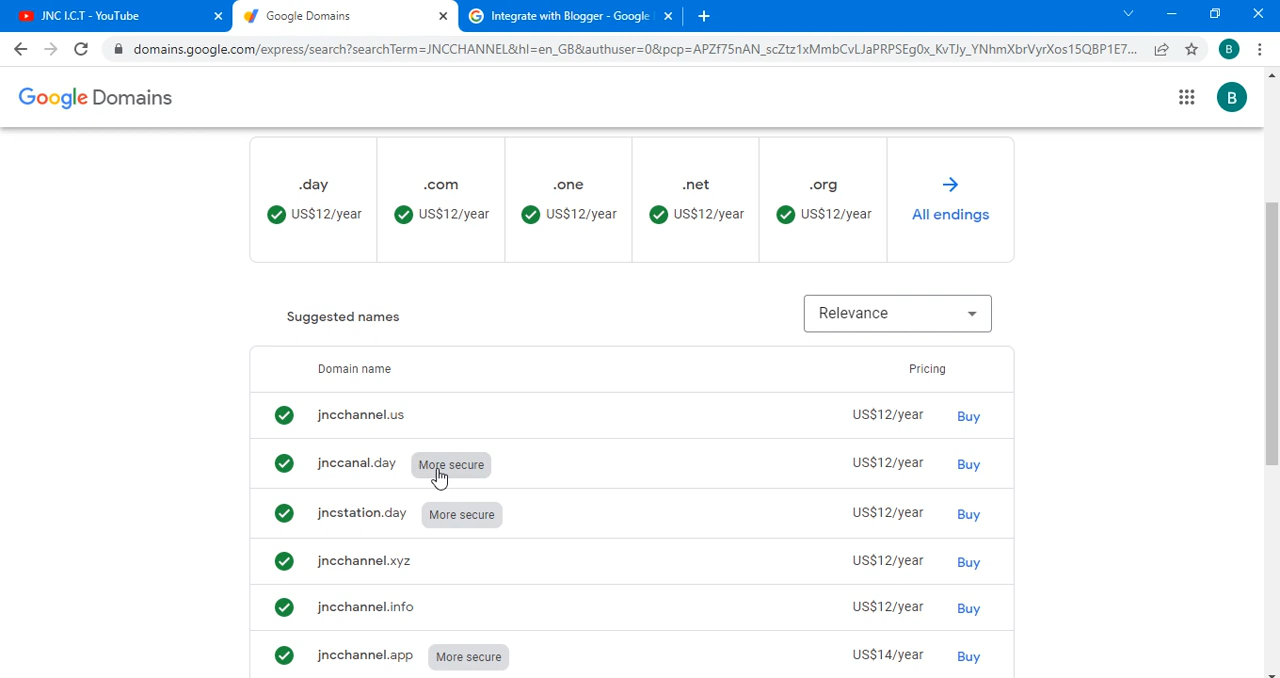 JNC I.C.T - YouTube
Google Domains
Integrate with Blogger - Google
domains.google.com/express/search?searchTerm=JNCCHANNEL&hl=en_GB&authuser=0&pcp=APZf75nAN_scZtz1xMmbCvLJaPRPSEg0x_KvTJy_YNhmXbrVyrXos15QBP1E7...
B
Google Domains
B
.day
US$12/year
.com
US$12/year
.one
US$12/year
.net
US$12/year
.org
US$12/year
All endings
Suggested names
Relevance
Domain name Pricing
jncchannel.us US$12/year Buy
jnccanal.day More secure US$12/year Buy
jncstation.day More secure US$12/year Buy
jncchannel.xyz US$12/year Buy
jncchannel.info US$12/year Buy
jncchannel.app More secure US$14/year Buy